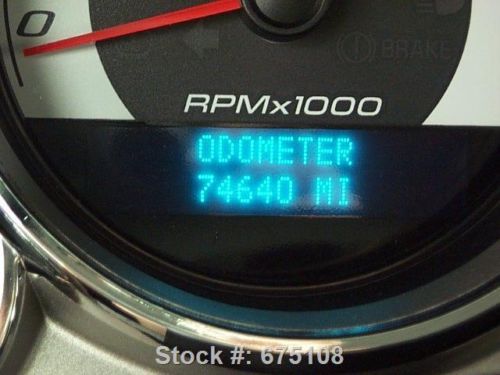 0
BRAKE
RPMx1000
ODOMETER
74640 MI
Stock #: 675108